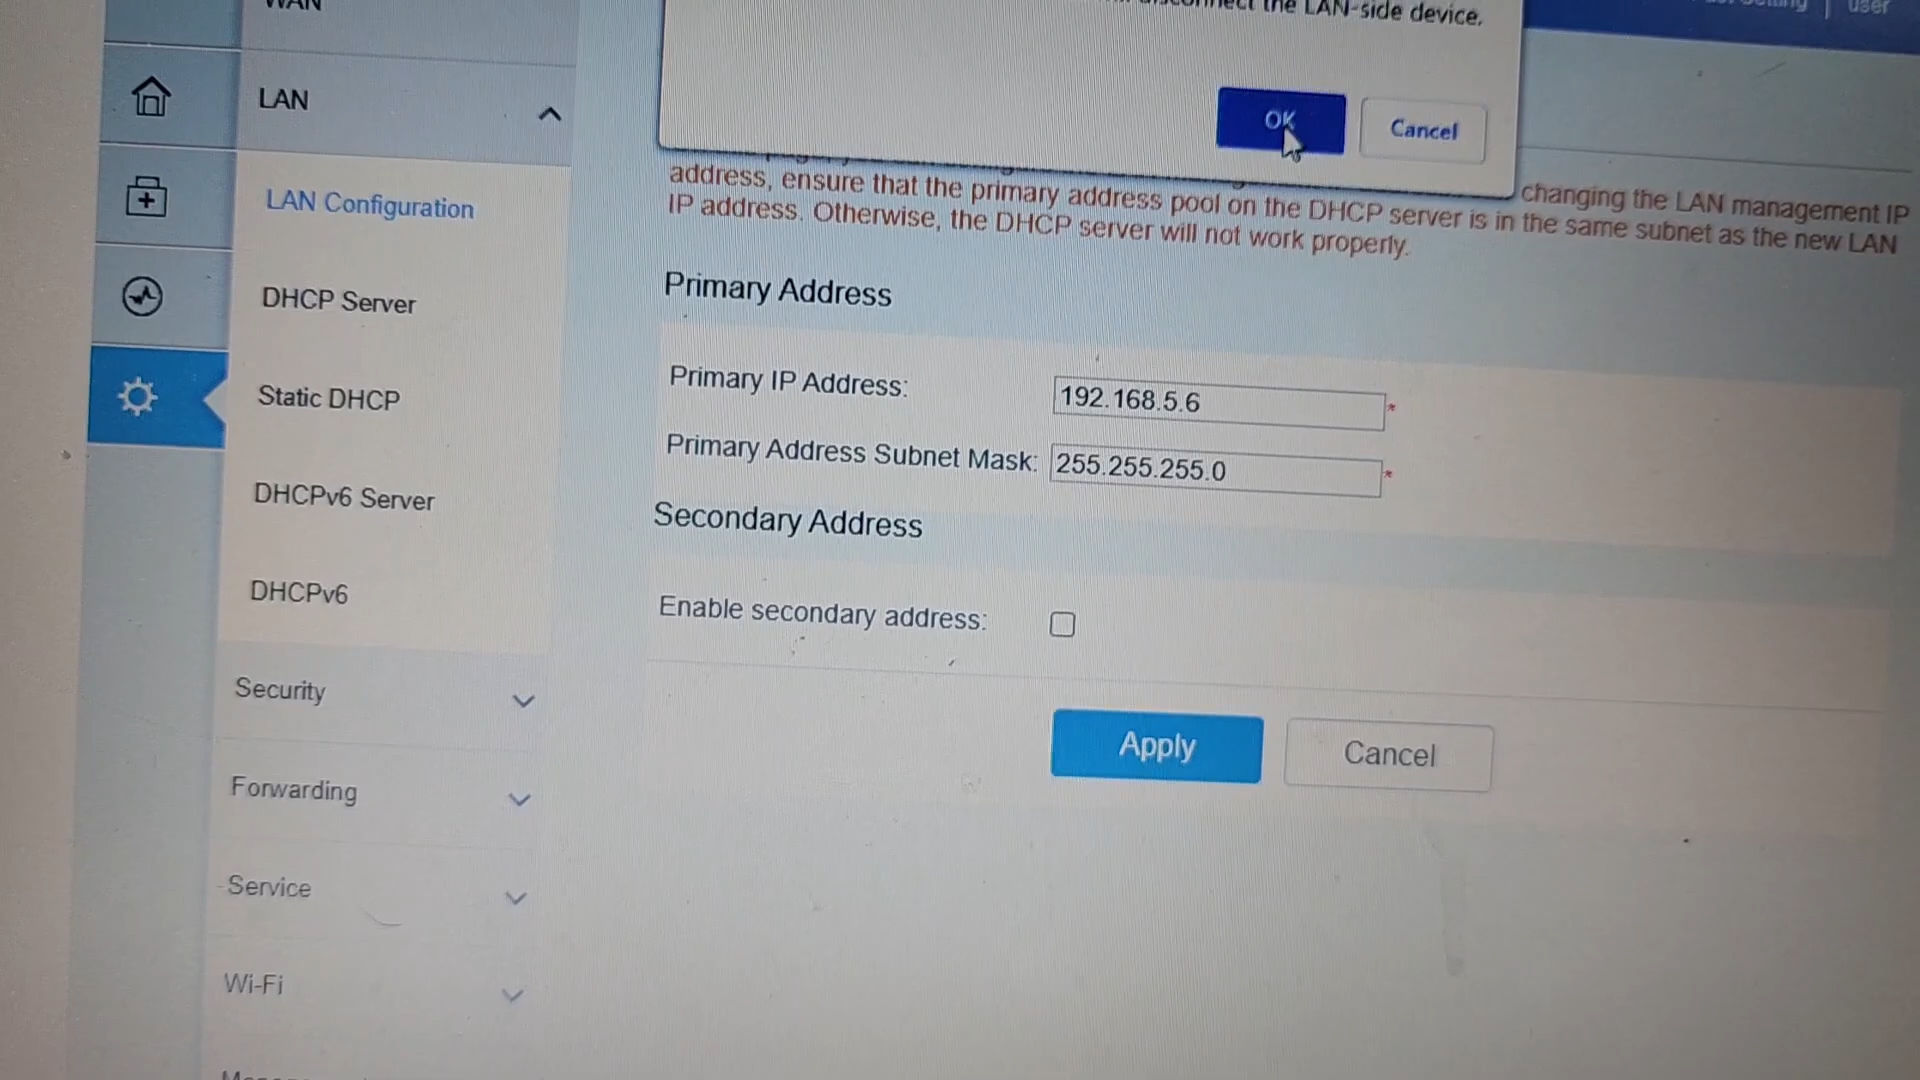 WAN
the LAN-side device.
user
LAN
OK
Cancel
LAN Configuration
changing the LAN management IP
address, ensure that the primary address pool on the DHCP server is in the same subnet as the new LAN
IP address. Otherwise, the DHCP server will not work properly.
Primary Address
DHCP Server
Primary IP Address:
192.168.5.6
*
Static DHCP
Primary Address Subnet Mask:
255.255.255.0
*
DHCPv6 Server
Secondary Address
DHCPv6
Enable secondary address:
Security
Apply
Cancel
Forwarding
Service
Wi-Fi